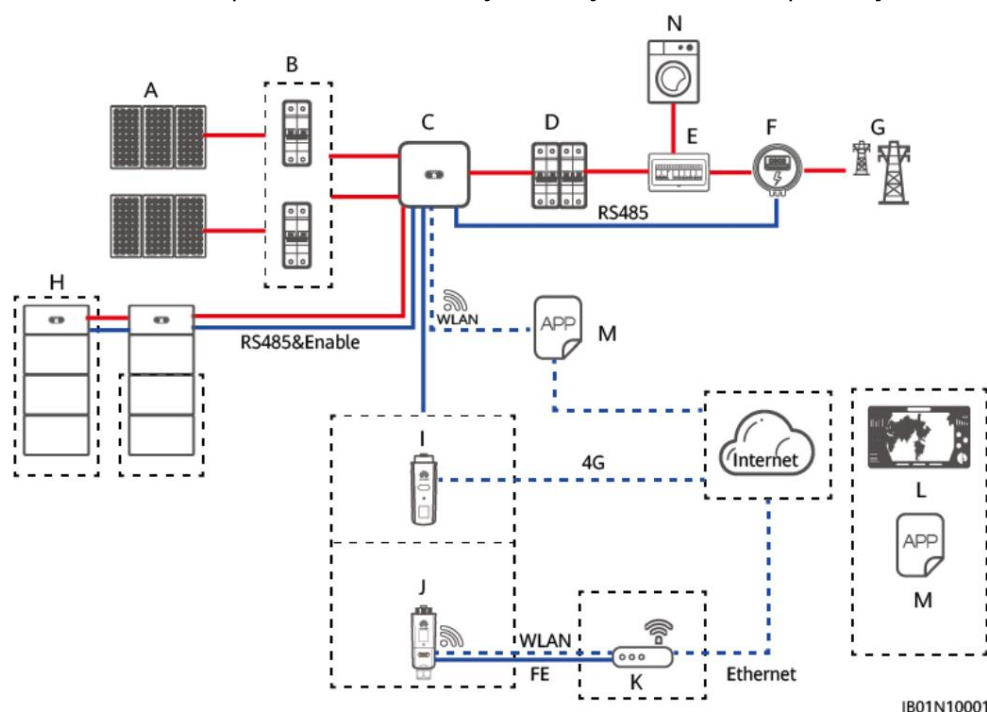 N
A
B
C
D
E
F
G
RS485
H
WLAN
APP
M
RS485&Enable
I
4G
Internet
L
APP
M
J
WLAN
FE
K
Ethernet
IB01N10001